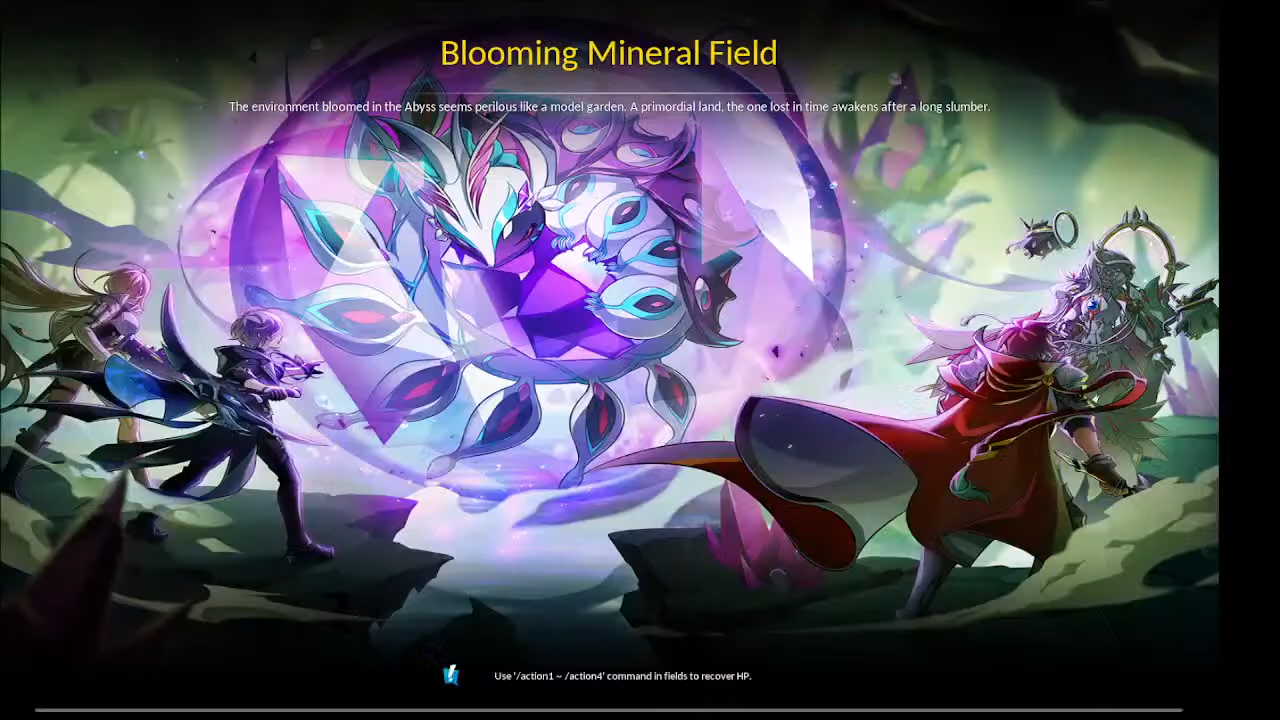 Blooming Mineral Field
The environment bloomed in the Abyss seems perilous like a model garden. A primordial land, the one lost in time awakens after a long slumber.
Use '/action1 ~ /action4' command in fields to recover HP.